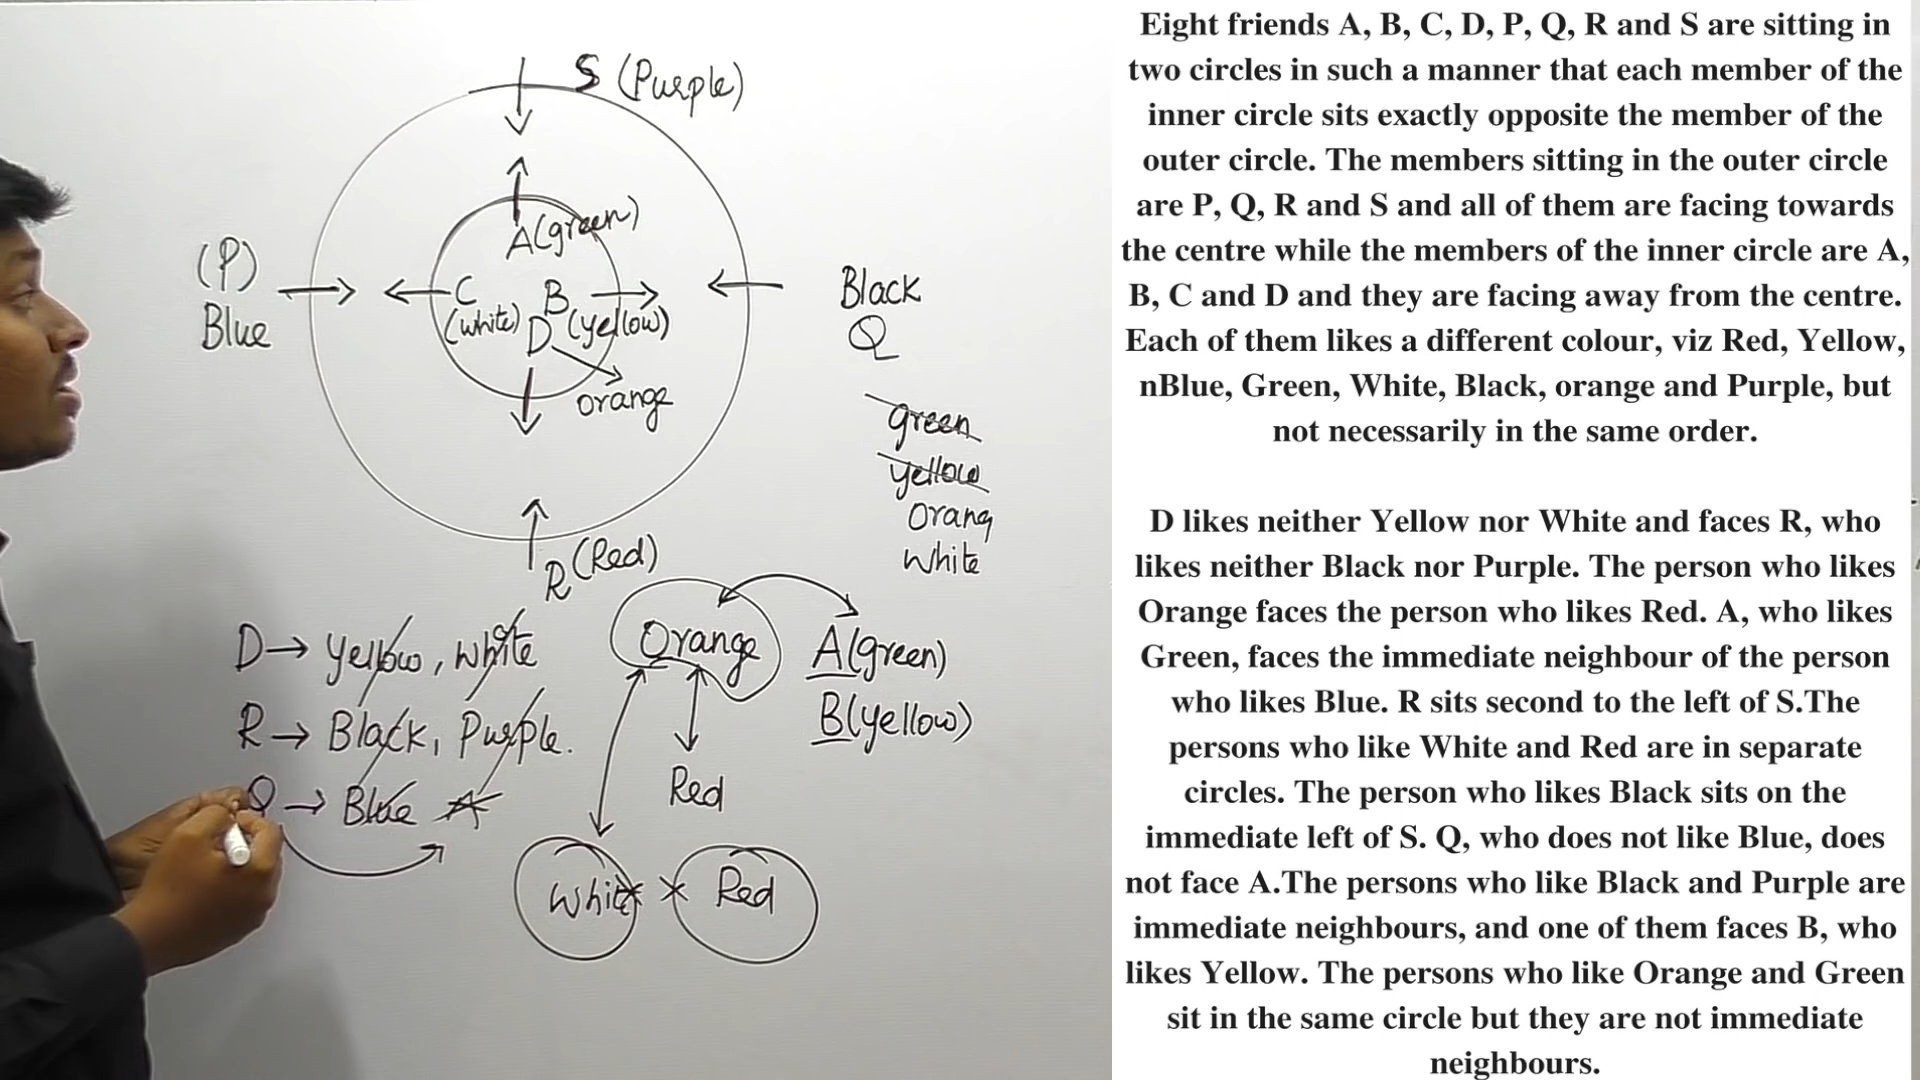 S (Purple)
A(green)
(P)
Blue
C
(white)
B
(yellow)
D
orange
Black
Q
green
yellow
Orang
white
R (Red)
D → Yellow, white
R → Black, Purple.
Q → Blue A
Orange
A(green)
B(yellow)
Red
White × Red
Eight friends A, B, C, D, P, Q, R and S are sitting in
two circles in such a manner that each member of the
inner circle sits exactly opposite the member of the
outer circle. The members sitting in the outer circle
are P, Q, R and S and all of them are facing towards
the centre while the members of the inner circle are A,
B, C and D and they are facing away from the centre.
Each of them likes a different colour, viz Red, Yellow,
nBlue, Green, White, Black, orange and Purple, but
not necessarily in the same order.
D likes neither Yellow nor White and faces R, who
likes neither Black nor Purple. The person who likes
Orange faces the person who likes Red. A, who likes
Green, faces the immediate neighbour of the person
who likes Blue. R sits second to the left of S.The
persons who like White and Red are in separate
circles. The person who likes Black sits on the
immediate left of S. Q, who does not like Blue, does
not face A.The persons who like Black and Purple are
immediate neighbours, and one of them faces B, who
likes Yellow. The persons who like Orange and Green
sit in the same circle but they are not immediate
neighbours.